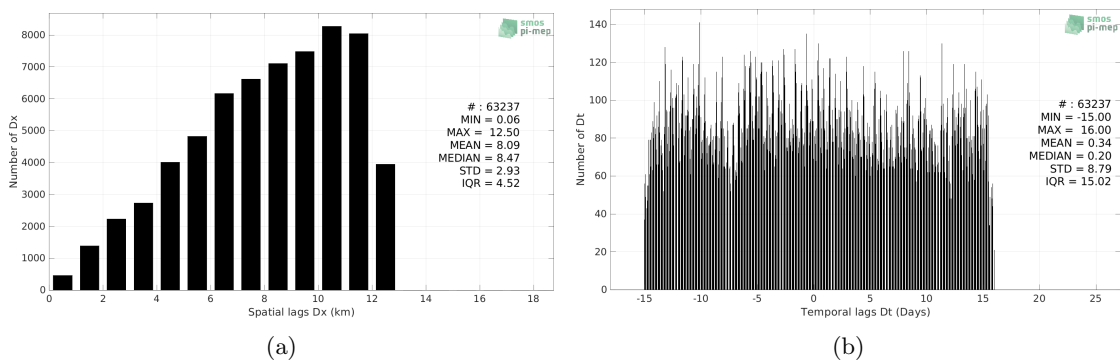 8000
7000
6000
5000
4000
3000
2000
1000
0
Number of Dx
0 2 4 6 8 10 12 14 16 18
Spatial lags Dx (km)
smos
pi-mep
# : 63237
MIN = 0.06
MAX = 12.50
MEAN = 8.09
MEDIAN = 8.47
STD = 2.93
IQR = 4.52
(a)
140
120
100
80
60
40
20
0
Number of Dt
-15 -10 -5 0 5 10 15 20 25
Temporal lags Dt (Days)
smos
pi-mep
# : 63237
MIN = -15.00
MAX = 16.00
MEAN = 0.34
MEDIAN = 0.20
STD = 8.79
IQR = 15.02
(b)